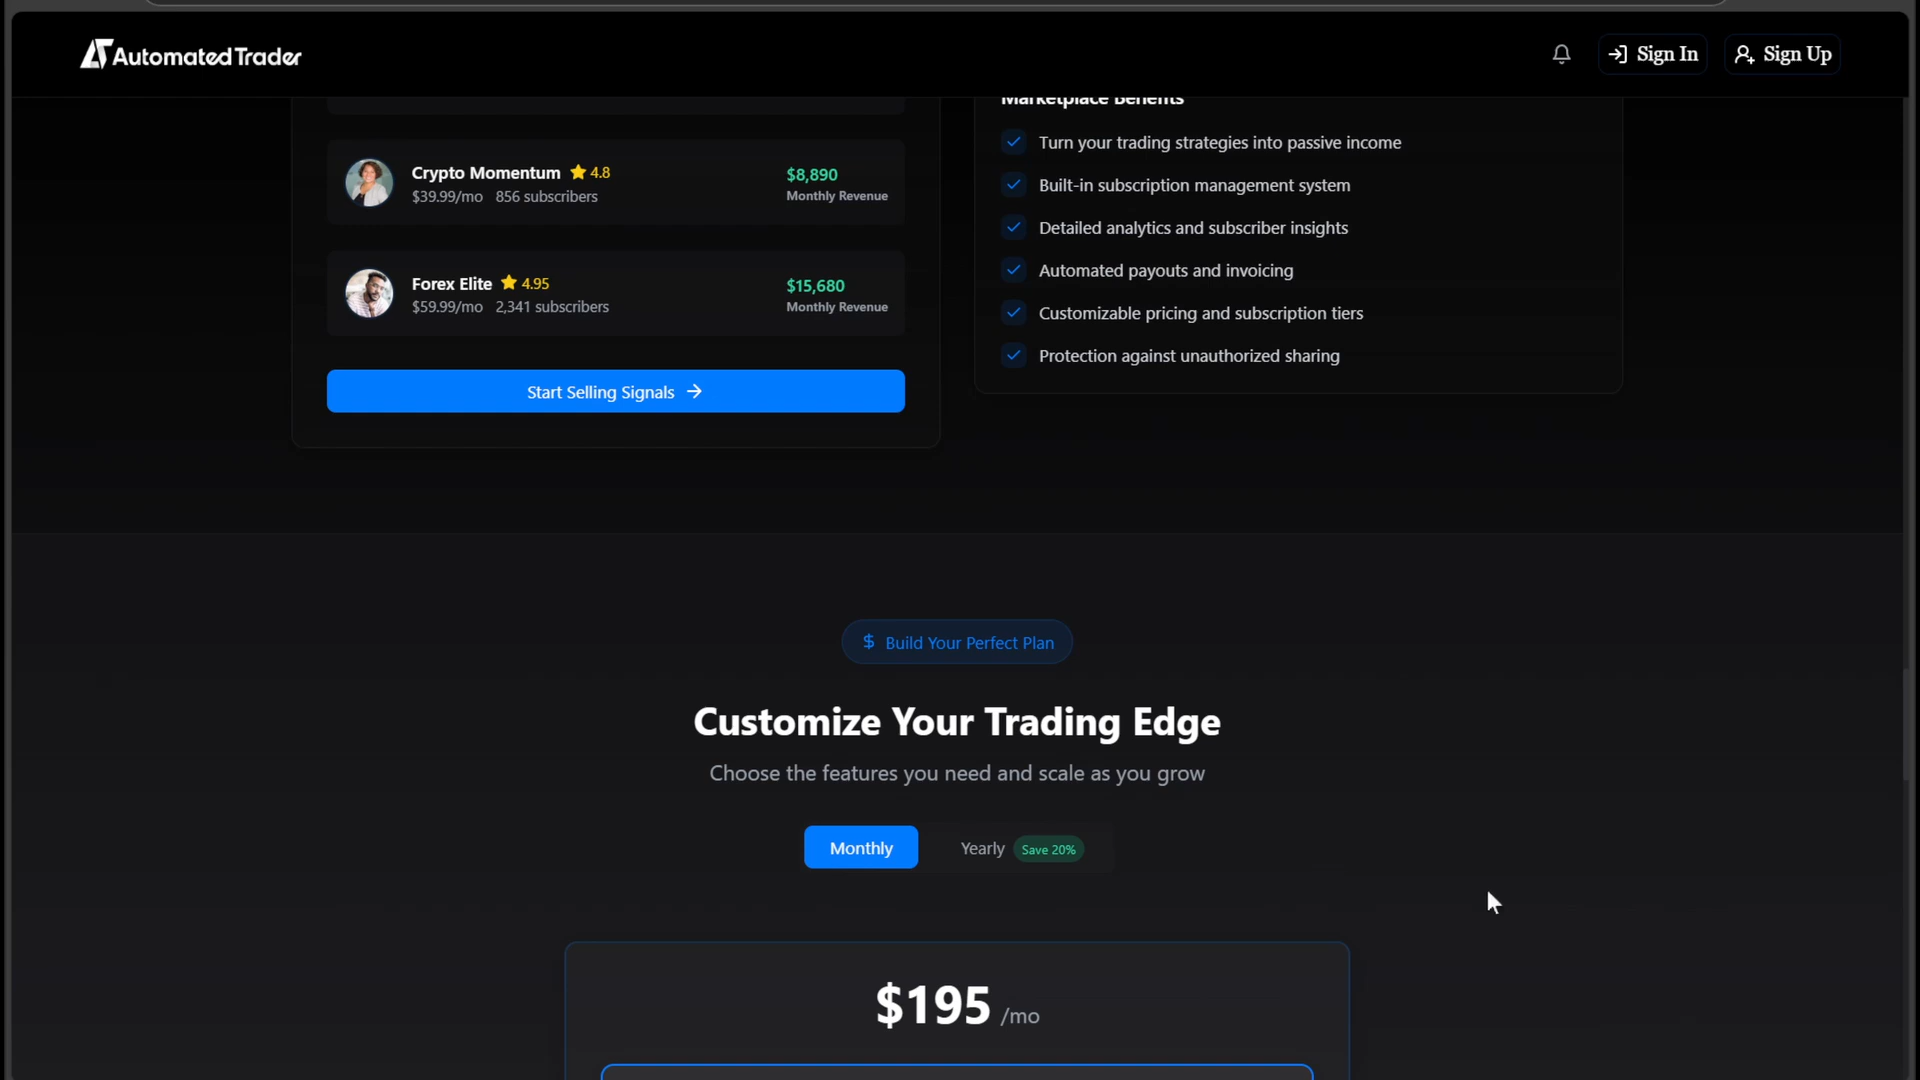 AutomatedTrader
Sign In
Sign Up
Marketplace Benefits
Crypto Momentum 4.8
$39.99/mo 856 subscribers
$8,890
Monthly Revenue
Forex Elite 4.95
$59.99/mo 2,341 subscribers
$15,680
Monthly Revenue
Start Selling Signals →
Turn your trading strategies into passive income
Built-in subscription management system
Detailed analytics and subscriber insights
Automated payouts and invoicing
Customizable pricing and subscription tiers
Protection against unauthorized sharing
$ Build Your Perfect Plan
Customize Your Trading Edge
Choose the features you need and scale as you grow
Monthly
Yearly Save 20%
$195 /mo